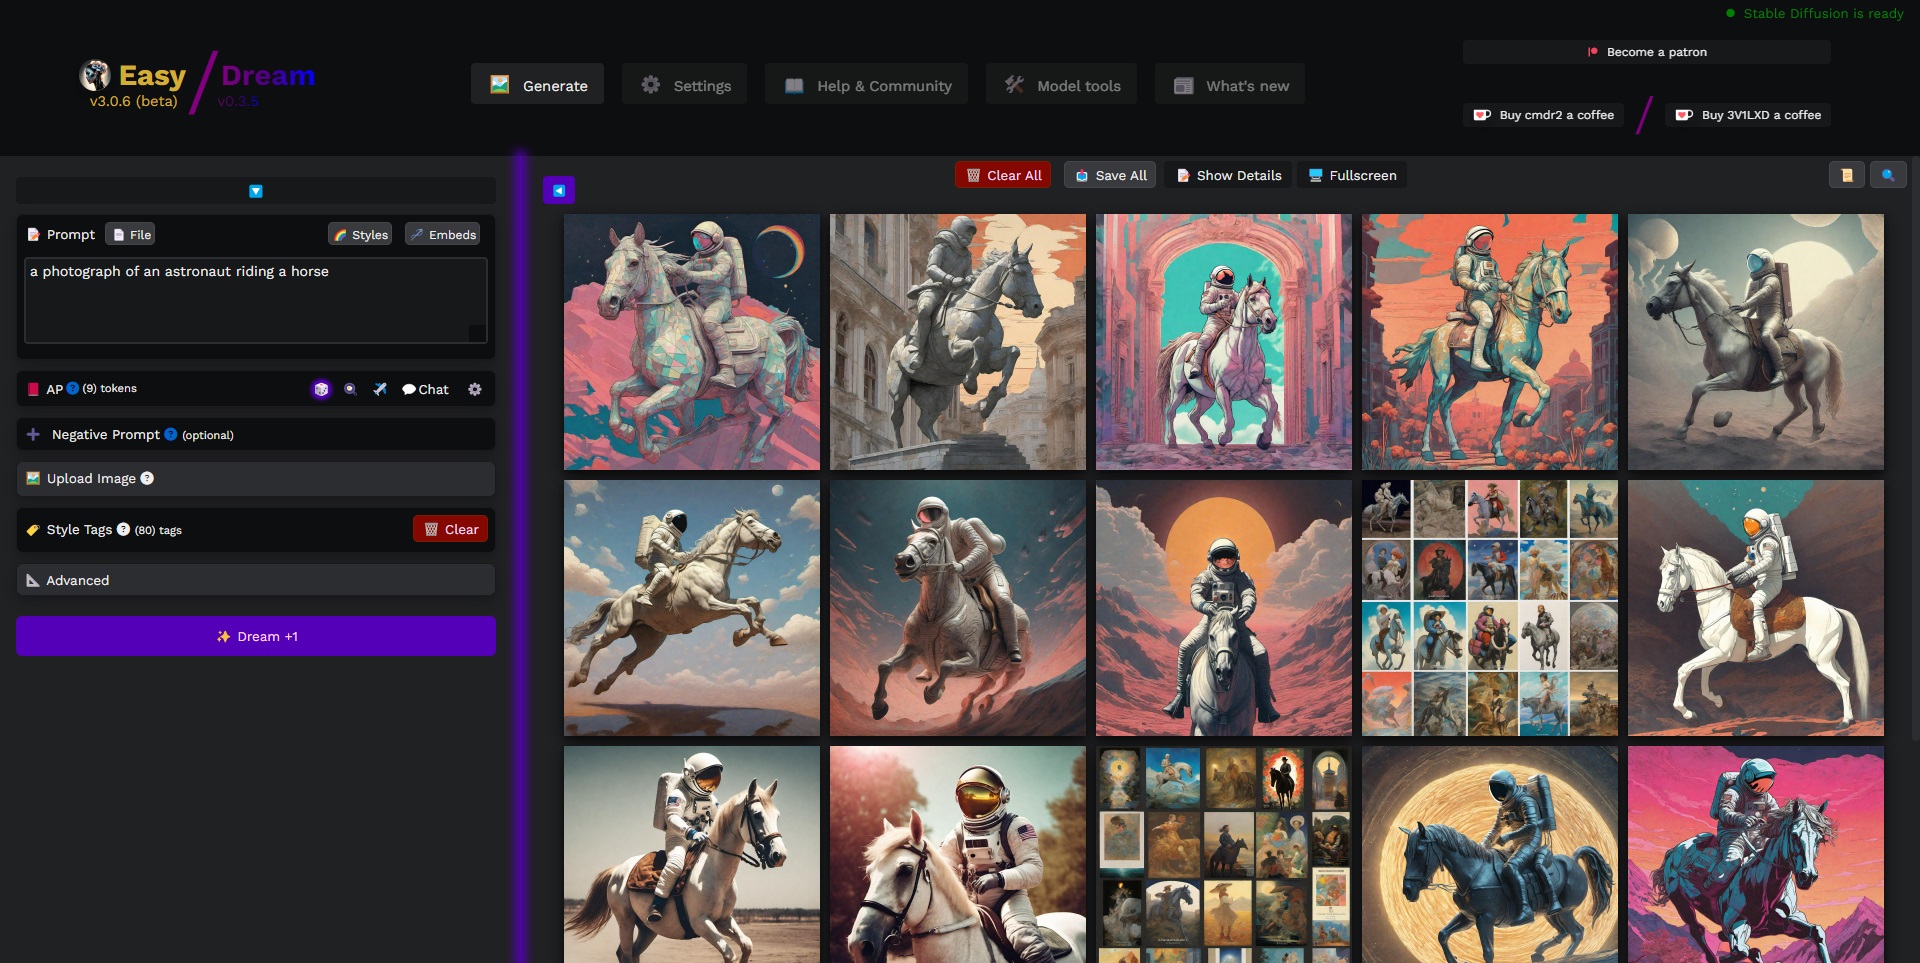 Stable Diffusion is ready
Easy
v3.0.6 (beta)
Dream
v0.3.5
Generate
Settings
Help & Community
Model tools
What's new
Become a patron
Buy cmdr2 a coffee
Buy 3V1LXD a coffee
Clear All
Save All
Show Details
Fullscreen
Prompt
File
Styles
Embeds
a photograph of an astronaut riding a horse
AP ? (9) tokens
Chat
Negative Prompt ? (optional)
Upload Image ?
Style Tags ? (80) tags
Clear
Advanced
Dream +1